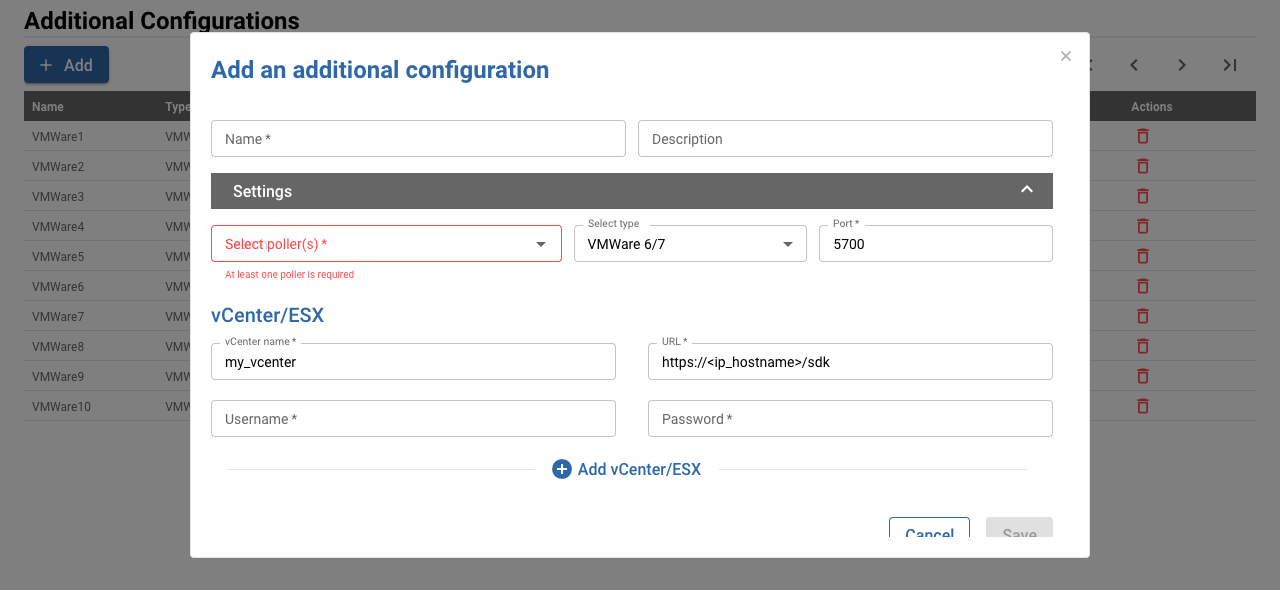 Additional Configurations
Add
Name Type Actions
VMWare1 VMW
VMWare2 VMW
VMWare3 VMW
VMWare4 VMW
VMWare5 VMW
VMWare6 VMW
VMWare7 VMW
VMWare8 VMW
VMWare9 VMW
VMWare10 VMW
Add an additional configuration
Name *
Description
Settings
Select poller(s) *
At least one poller is required
Select type
VMWare 6/7
Port *
5700
vCenter/ESX
vCenter name *
my_vcenter
URL *
https://<ip_hostname>/sdk
Username *
Password *
Add vCenter/ESX
Cancel
Save